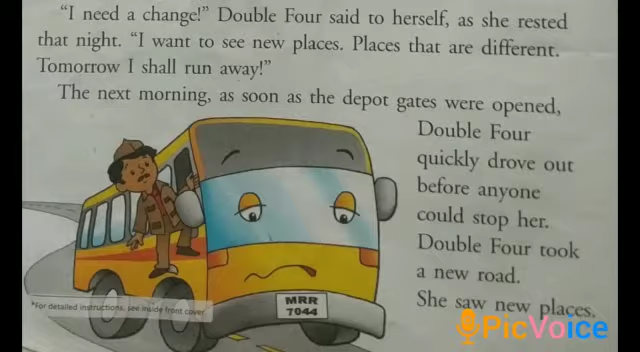 “I need a change!” Double Four said to herself, as she rested
that night. “I want to see new places. Places that are different.
Tomorrow I shall run away!”
The next morning, as soon as the depot gates were opened,
Double Four
quickly drove out
before anyone
could stop her.
Double Four took
a new road.
She saw new places.
MRR
7044
*For detailed instructions, see inside front cover.
PicVoice